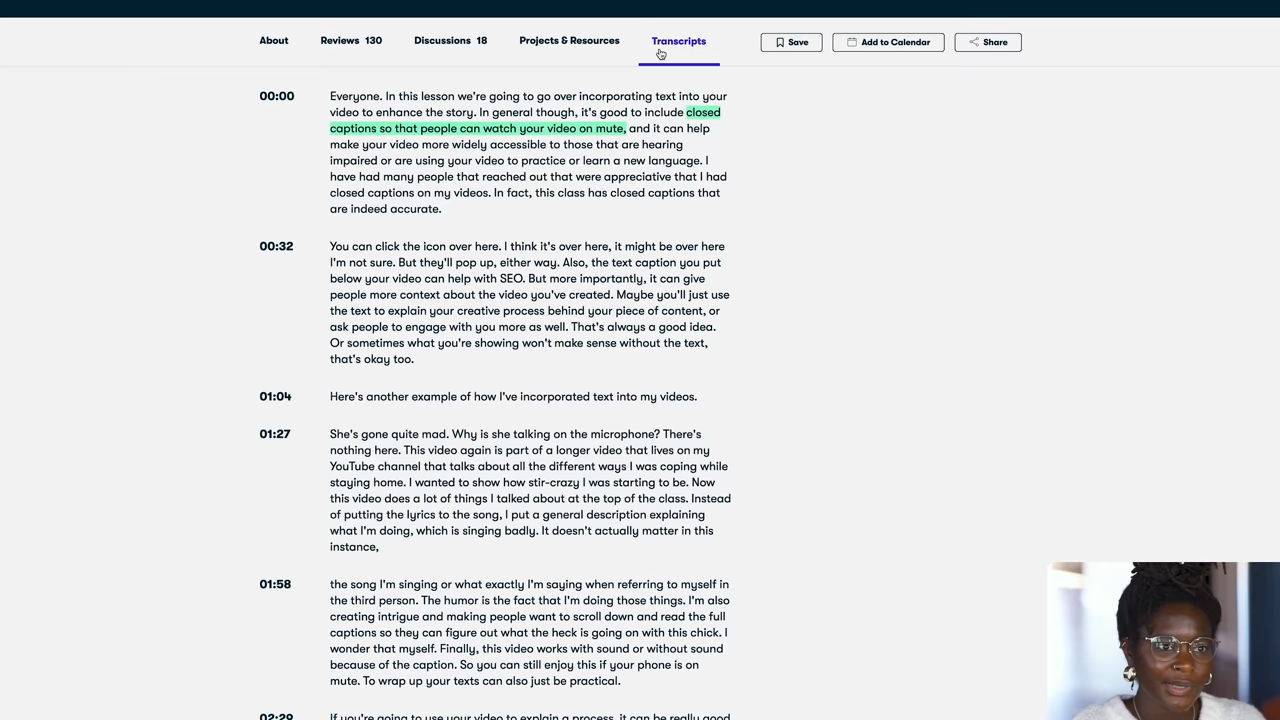 About Reviews 130 Discussions 18 Projects & Resources Transcripts Save Add to Calendar Share
00:00 Everyone. In this lesson we're going to go over incorporating text into your
video to enhance the story. In general though, it's good to include closed
captions so that people can watch your video on mute, and it can help
make your video more widely accessible to those that are hearing
impaired or are using your video to practice or learn a new language. I
have had many people that reached out that were appreciative that I had
closed captions on my videos. In fact, this class has closed captions that
are indeed accurate.
00:32 You can click the icon over here. I think it's over here, it might be over here
I'm not sure. But they'll pop up, either way. Also, the text caption you put
below your video can help with SEO. But more importantly, it can give
people more context about the video you've created. Maybe you'll just use
the text to explain your creative process behind your piece of content, or
ask people to engage with you more as well. That's always a good idea.
Or sometimes what you're showing won't make sense without the text,
that's okay too.
01:04 Here's another example of how I've incorporated text into my videos.
01:27 She's gone quite mad. Why is she talking on the microphone? There's
nothing here. This video again is part of a longer video that lives on my
YouTube channel that talks about all the different ways I was coping while
staying home. I wanted to show how stir-crazy I was starting to be. Now
this video does a lot of things I talked about at the top of the class. Instead
of putting the lyrics to the song, I put a general description explaining
what I'm doing, which is singing badly. It doesn't actually matter in this
instance,
01:58 the song I'm singing or what exactly I'm saying when referring to myself in
the third person. The humor is the fact that I'm doing those things. I'm also
creating intrigue and making people want to scroll down and read the full
captions so they can figure out what the heck is going on with this chick. I
wonder that myself. Finally, this video works with sound or without sound
because of the caption. So you can still enjoy this if your phone is on
mute. To wrap up your texts can also just be practical.
02:29 If you're going to use your video to explain a process, it can be really good